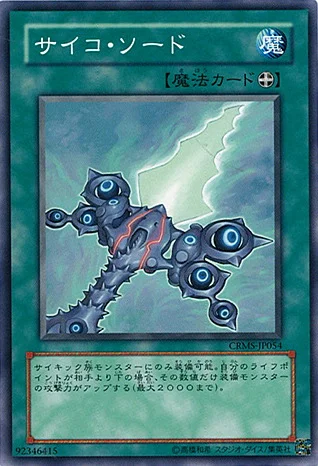 サイコ・ソード
魔
【魔法カード】
CRMS-JP054
サイキック族モンスターにのみ装備可能。自分のライフ
ポイントが相手より下の場合、その数値だけ装備モンスター
の攻撃力がアップする(最大2000まで)。
92346415
©高橋和希 スタジオ・ダイス/集英社